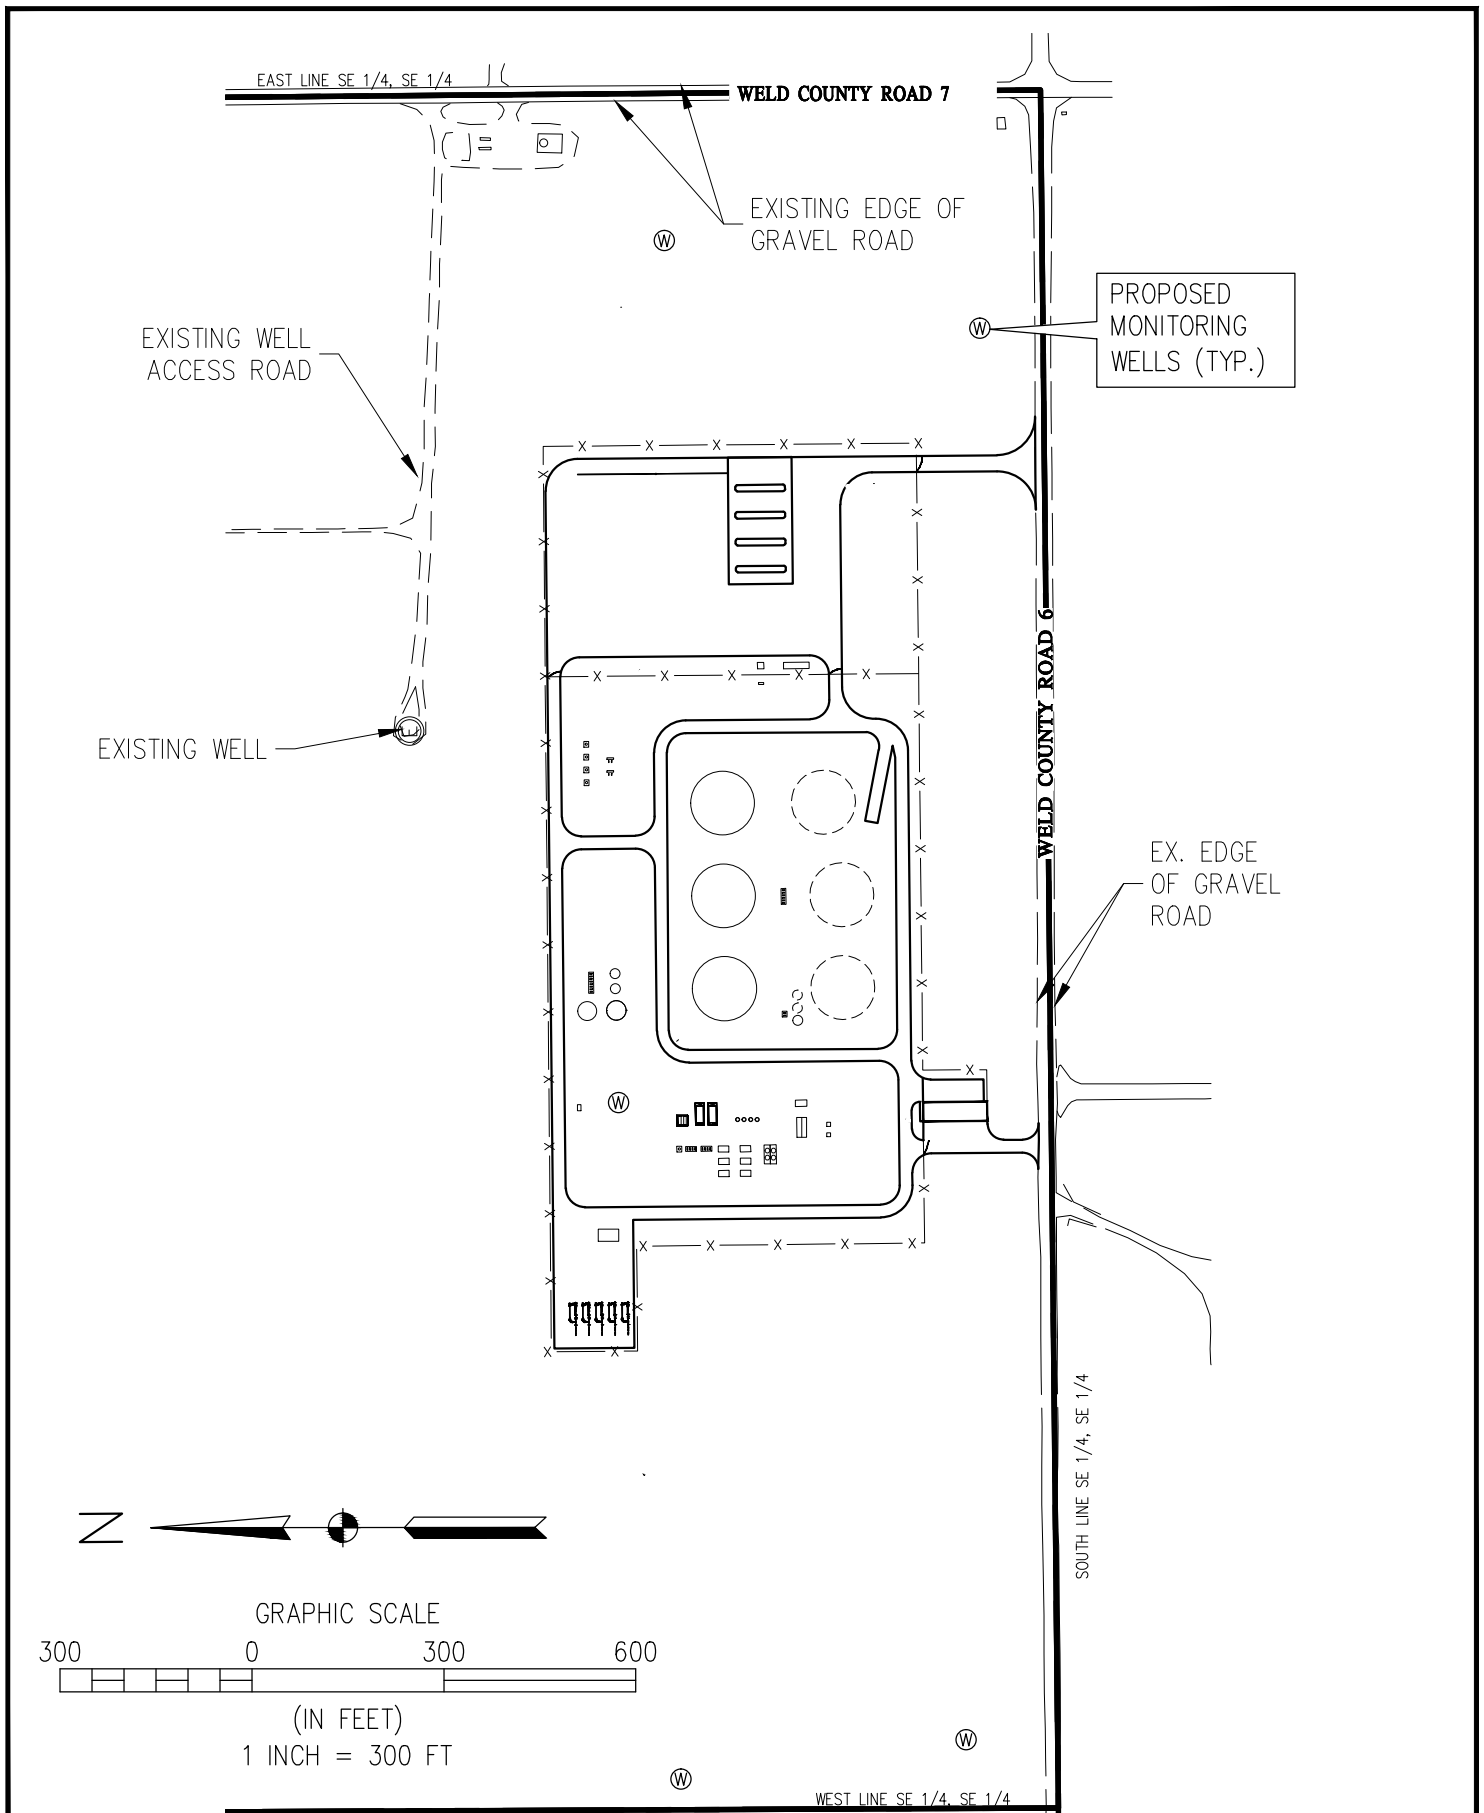 EAST LINE SE 1/4, SE 1/4
WELD COUNTY ROAD 7
EXISTING EDGE OF
GRAVEL ROAD
W
PROPOSED
MONITORING
WELLS (TYP.)
W
EXISTING WELL
ACCESS ROAD
X X X X X
X
X
X
X
X
X
X X X X X
WELD COUNTY ROAD 6
E
EXISTING WELL
X
X
X
X
X
X
EX. EDGE
OF GRAVEL
ROAD
X
X
X
X
X
X
X
W
X
X
X X X X X
X
X
X X
SOUTH LINE SE 1/4, SE 1/4
N
GRAPHIC SCALE
300 0 300 600
(IN FEET)
1 INCH = 300 FT
W
W
WEST LINE SE 1/4, SE 1/4